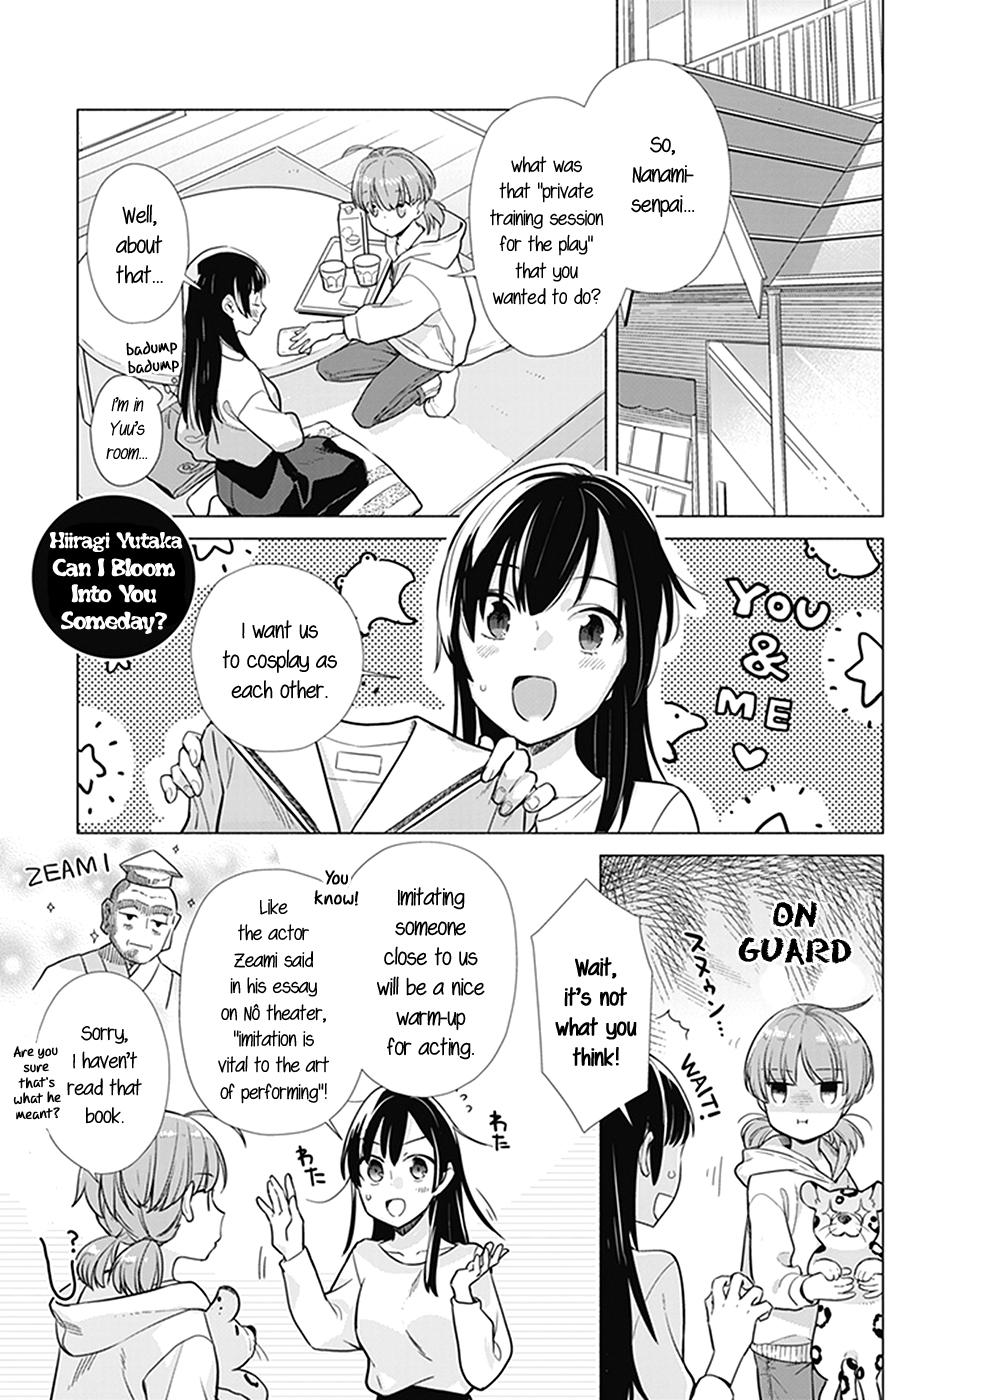 So,
Nanami-
senpai...
what was
that "private
training session
for the play"
that you
wanted to do?
Well,
about
that...
badump
badump
I'm in
Yuu's
room...
Hiiragi Yutaka
Can I Bloom
Into You
Someday?
YOU
&
ME
I want us
to cosplay as
each other.
ON
GUARD
スヌゥン...
WAIT!
Wait,
it's not
what you
think!
Imitating
someone
close to us
will be a nice
warm-up
for acting.
You
know!
Like
the actor
Zeami said
in his essay
on Nô theater,
"imitation is
vital to the art
of performing"!
わた
わた
ZEAMI
Sorry,
I haven't
read that
book.
Are you
sure
that's
what he
meant?
?